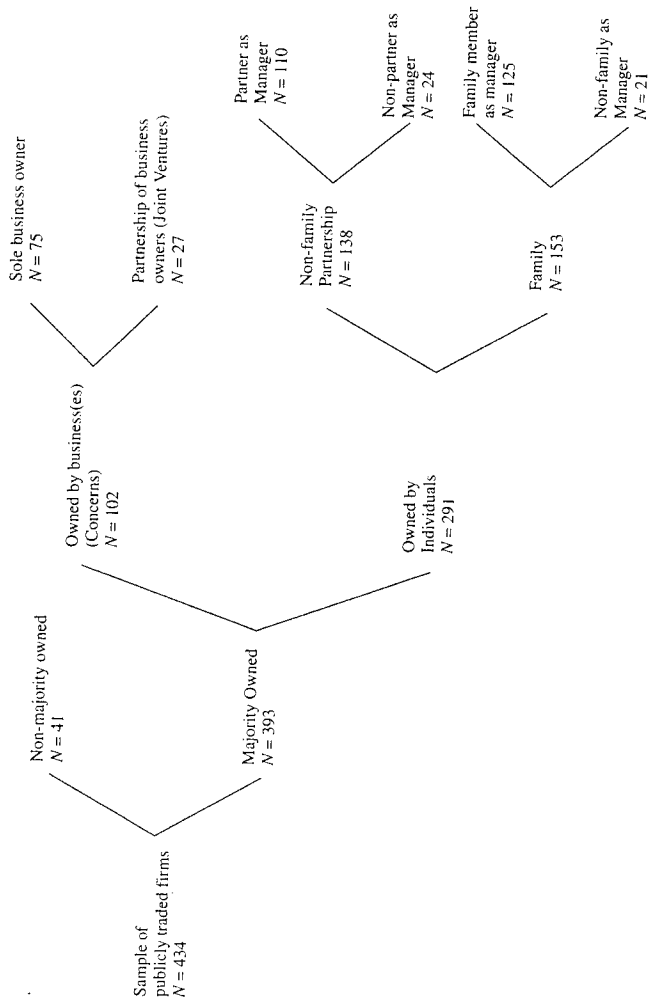 Sample of
publicly traded firms
N = 434
Non-majority owned
N = 41
Majority Owned
N = 393
Owned by business(es)
(Concerns)
N = 102
Owned by
Individuals
N = 291
Sole business owner
N = 75
Partnership of business
owners (Joint Ventures)
N = 27
Non-family
Partnership
N = 138
Family
N = 153
Partner as
Manager
N = 110
Non-partner as
Manager
N = 24
Family member
as manager
N = 125
Non-family as
Manager
N = 21